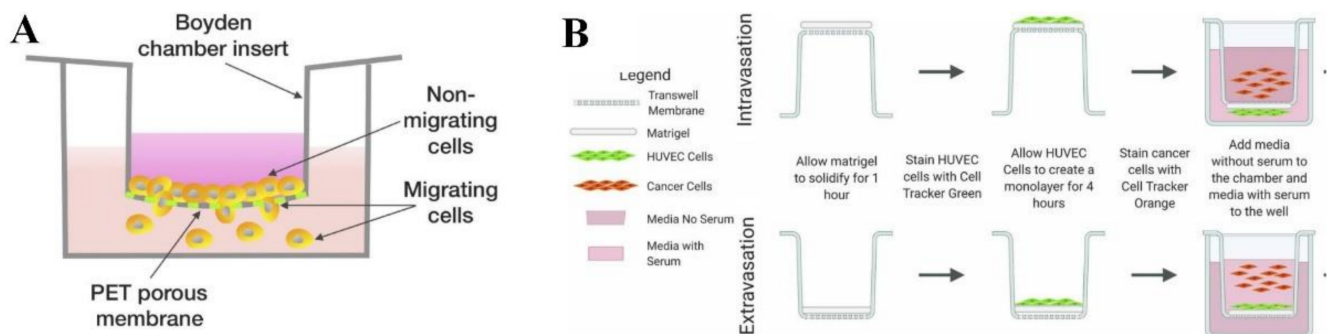 A
Boyden
chamber insert
Non-
migrating
cells
Migrating
cells
PET porous
membrane
B
Legend
Transwell
Membrane
Matrigel
HUVEC Cells
Cancer Cells
Media No Serum
Media with
Serum
Intravasation
Extravasation
Allow matrigel
to solidify for 1
hour
Stain HUVEC
cells with Cell
Tracker Green
Allow HUVEC
Cells to create a
monolayer for 4
hours
Stain cancer
cells with
Cell Tracker
Orange
Add media
without serum to
the chamber and
media with serum
to the well